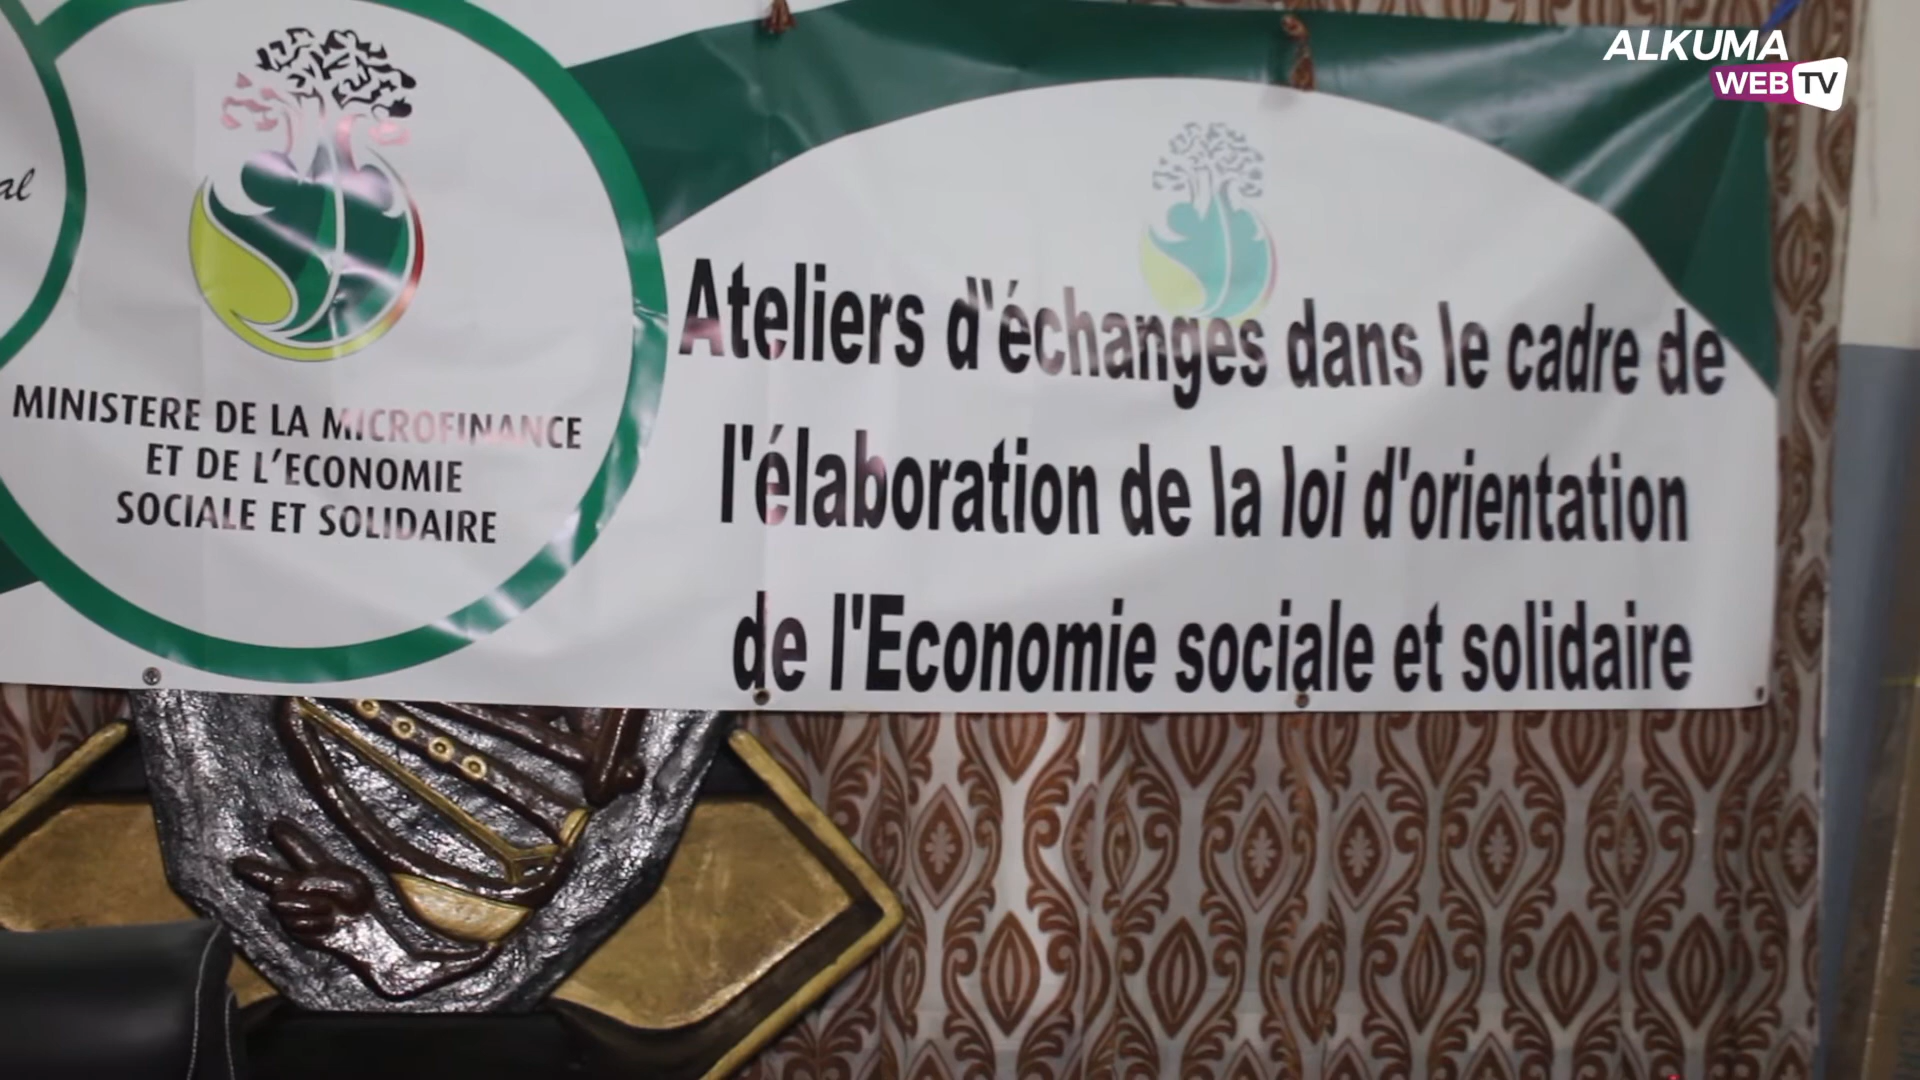 ALKUMA
WEB TV
al
MINISTERE DE LA MICROFINANCE
ET DE L'ECONOMIE
SOCIALE ET SOLIDAIRE
Ateliers d'échanges dans le cadre de
l'élaboration de la loi d'orientation
de l'Economie sociale et solidaire